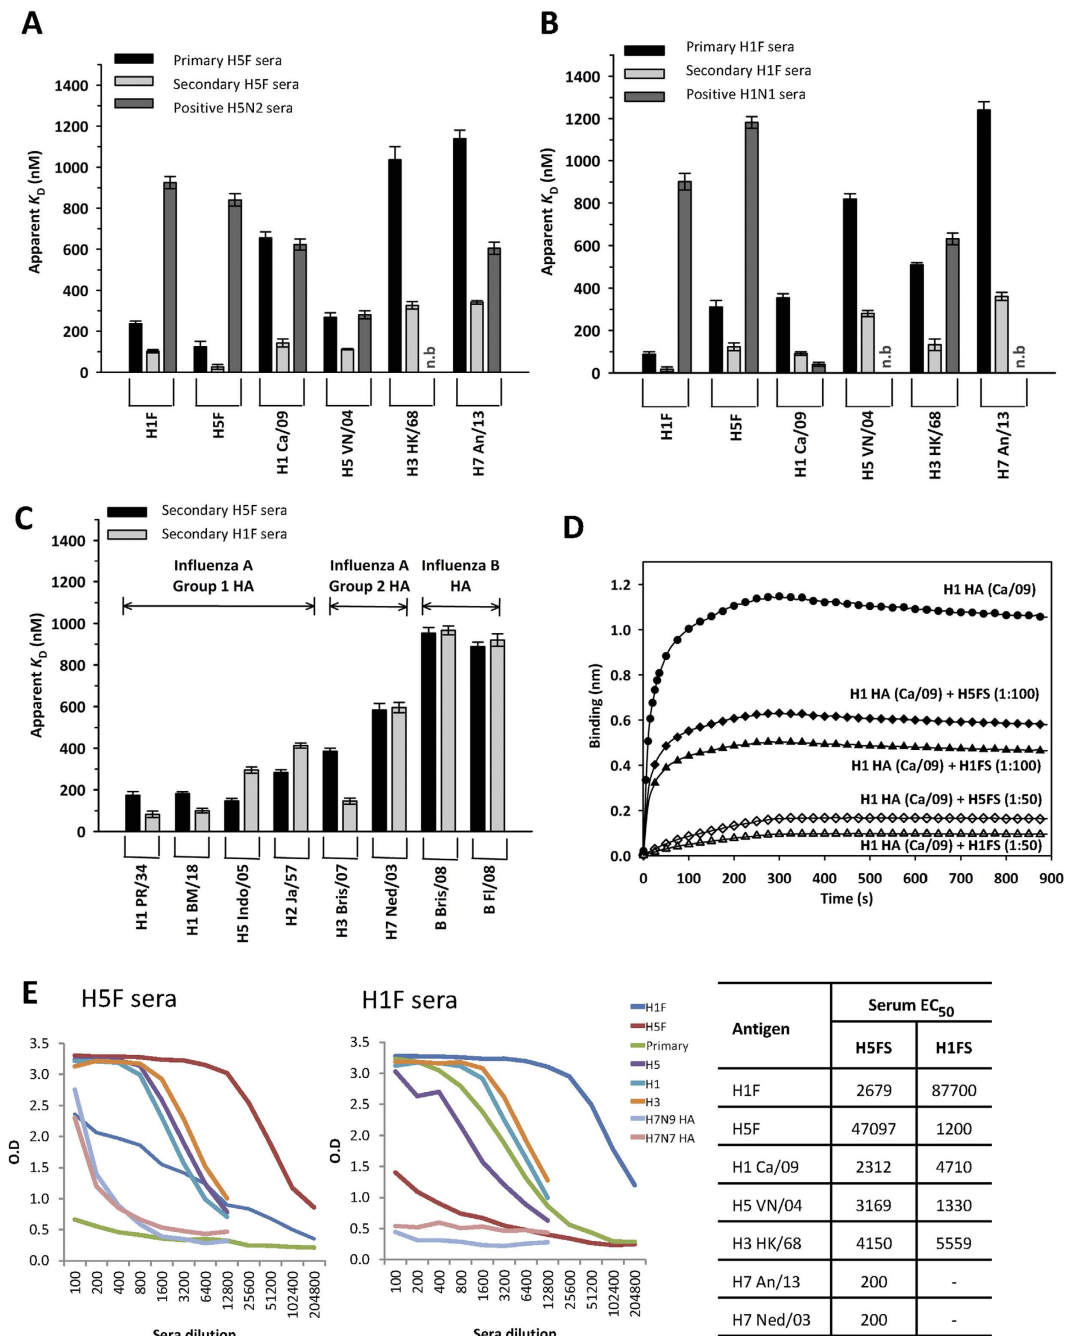 A
Primary H5F sera
Secondary H5F sera
Positive H5N2 sera
Apparent KD (nM)
1400
1200
1000
800
600
400
200
0
n.b
H1F
H5F
H1 Ca/09
H5 VN/04
H3 HK/68
H7 An/13
B
Primary H1F sera
Secondary H1F sera
Positive H1N1 sera
Apparent KD (nM)
1400
1200
1000
800
600
400
200
0
n.b
n.b
H1F
H5F
H1 Ca/09
H5 VN/04
H3 HK/68
H7 An/13
C
Secondary H5F sera
Secondary H1F sera
Influenza A
Group 1 HA
Influenza A
Group 2 HA
Influenza B
HA
Apparent KD (nM)
1400
1200
1000
800
600
400
200
0
H1 PR/34
H1 BM/18
H5 Indo/05
H2 Ja/57
H3 Bris/07
H7 Ned/03
B Bris/08
B Fl/08
D
Binding (nm)
1.2
1.0
0.8
0.6
0.4
0.2
0.0
H1 HA (Ca/09)
H1 HA (Ca/09) + H5FS (1:100)
H1 HA (Ca/09) + H1FS (1:100)
H1 HA (Ca/09) + H5FS (1:50)
H1 HA (Ca/09) + H1FS (1:50)
0 100 200 300 400 500 600 700 800 900
Time (s)
E
H5F sera
O.D
3.5
3.0
2.5
2.0
1.5
1.0
0.5
0.0
100 200 400 800 1600 3200 6400 12800 25600 51200 102400 204800
Sera dilution
H1F sera
O.D
3.5
3.0
2.5
2.0
1.5
1.0
0.5
0.0
100 200 400 800 1600 3200 6400 12800 25600 51200 102400 204800
Sera dilution
H1F
H5F
Primary
H5
H1
H3
H7N9 HA
H7N7 HA
Antigen Serum EC50
H5FS H1FS
H1F 2679 87700
H5F 47097 1200
H1 Ca/09 2312 4710
H5 VN/04 3169 1330
H3 HK/68 4150 5559
H7 An/13 200 -
H7 Ned/03 200 -